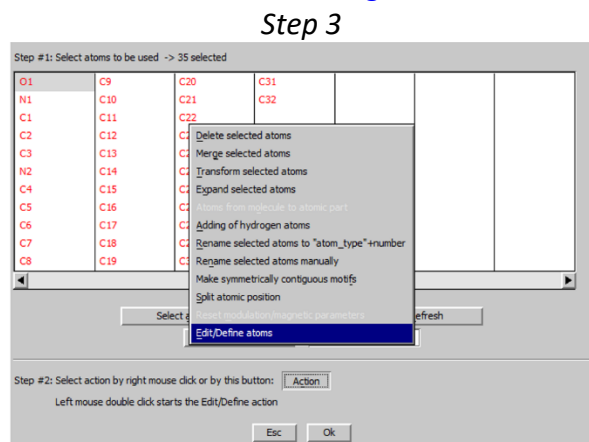 Step 3
Step #1: Select atoms to be used -> 35 selected
O1 C9 C20 C31
N1 C10 C21 C32
C1 C11 C22
C2 C12
C3 C13
N2 C14
C4 C15
C5 C16
C6 C17
C7 C18
C8 C19
Delete selected atoms
Merge selected atoms
Transform selected atoms
Expand selected atoms
Atoms from molecule to atomic part
Adding of hydrogen atoms
Rename selected atoms to "atom_type"+number
Rename selected atoms manually
Make symmetrically contiguous motifs
Split atomic position
Reset modulation/magnetic parameters
Edit/Define atoms
Select
efresh
Step #2: Select action by right mouse click or by this button: Action
Left mouse double click starts the Edit/Define action
Esc Ok